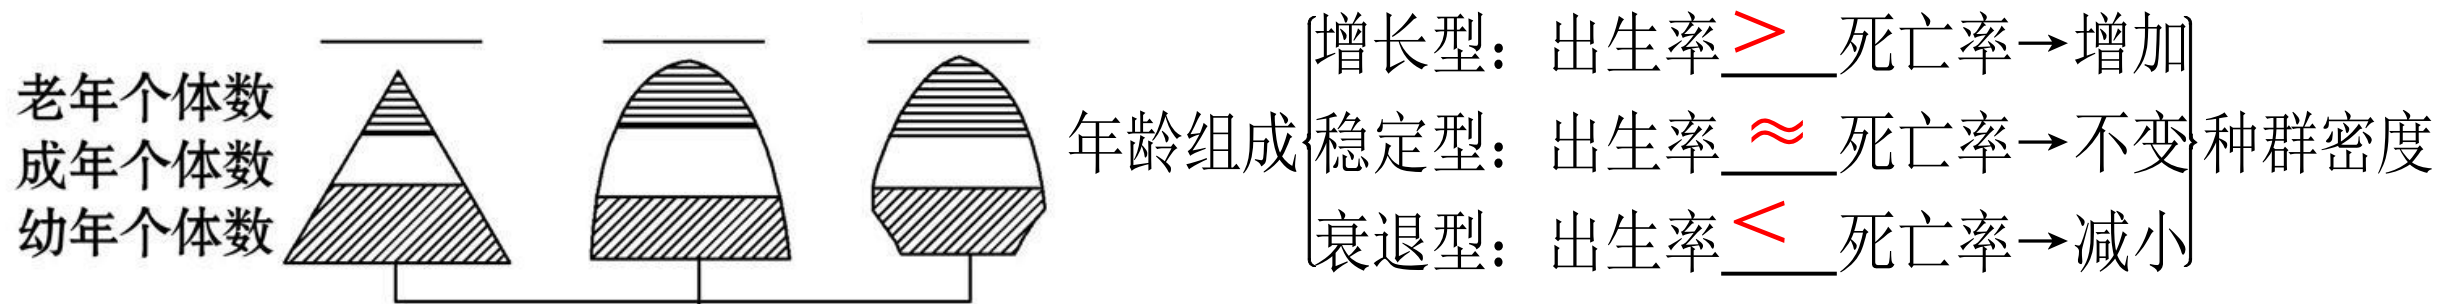 老年个体数
成年个体数
幼年个体数
年龄组成
增长型：出生率>死亡率→增加
稳定型：出生率≈死亡率→不变
衰退型：出生率<死亡率→减小
种群密度